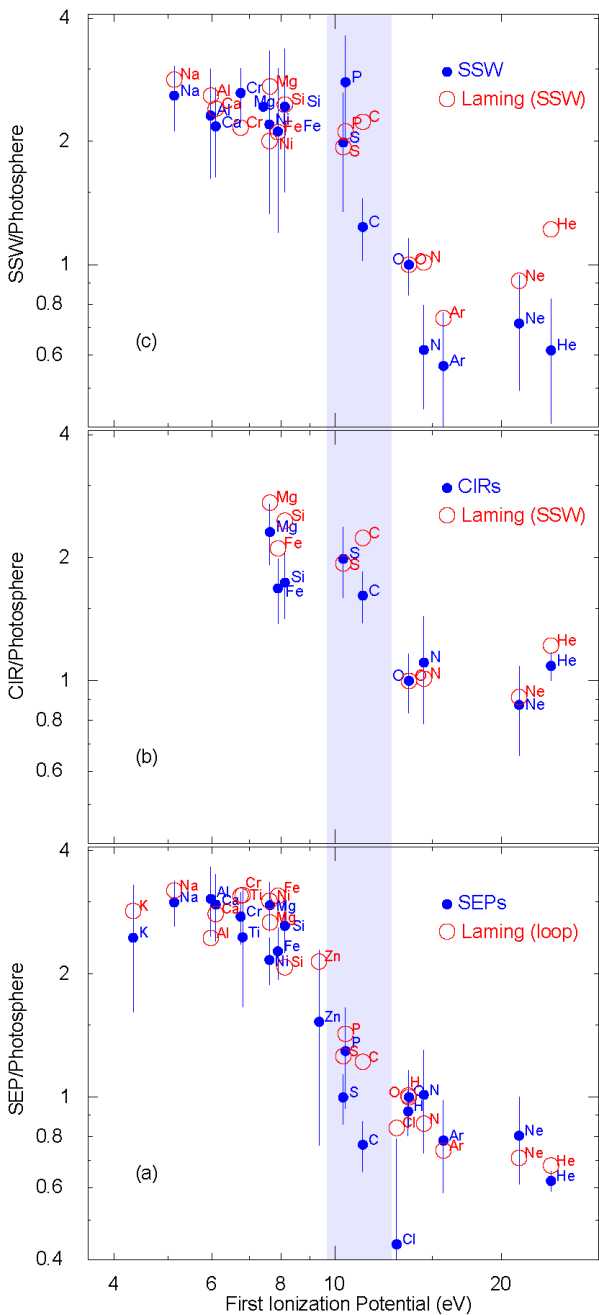 4
2
1
0.8
0.6
SSW/Photosphere
SSW
Laming (SSW)
Na
Na
Al
Al
Ca
Ca
Cr
Cr
Mg
Mg
Ni
Ni
Si
Si
Fe
Fe
P
P
S
S
C
C
O
O
N
N
Ar
Ar
Ne
Ne
He
He
(c)
4
2
1
0.8
0.6
CIR/Photosphere
CIRs
Laming (SSW)
Mg
Mg
Si
Si
Fe
Fe
S
S
C
C
O
O
N
N
Ne
Ne
He
He
(b)
4
2
1
0.8
0.6
0.4
SEP/Photosphere
SEPs
Laming (loop)
K
K
Na
Na
Al
Al
Ca
Ca
Cr
Cr
Ti
Ti
Fe
Fe
Ni
Ni
Mg
Mg
Si
Si
Zn
Zn
P
P
S
S
C
C
H
H
O
O
N
N
Cl
Cl
Ar
Ar
Ne
Ne
He
He
(a)
4 6 8 10 20
First Ionization Potential (eV)